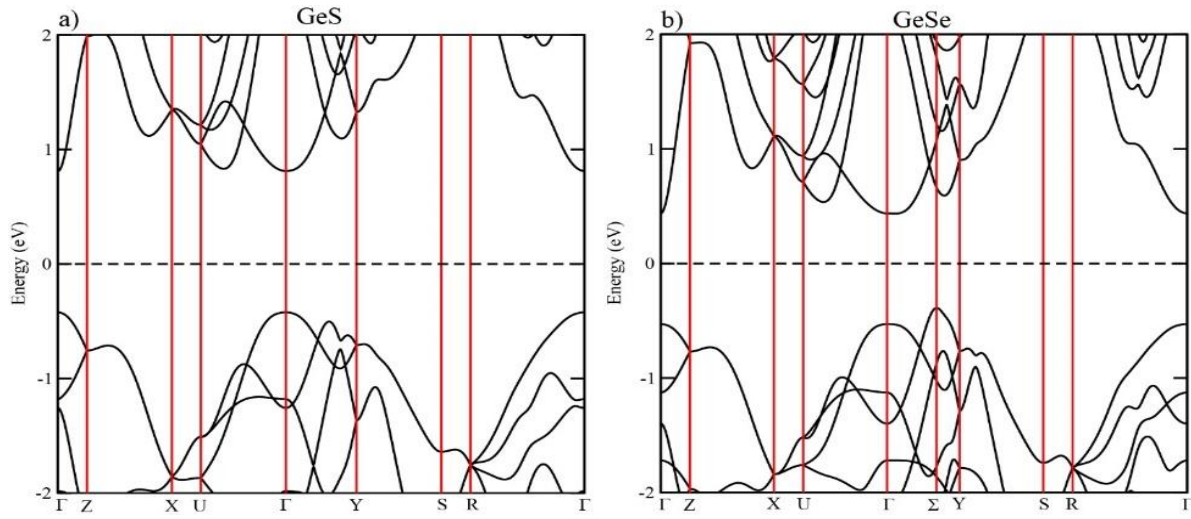 a)
GeS
2
1
0
-1
-2
Energy (eV)
Γ Z X U Γ Y S R Γ
b)
GeSe
2
1
0
-1
-2
Energy (eV)
Γ Z X U Γ Σ Y S R Γ